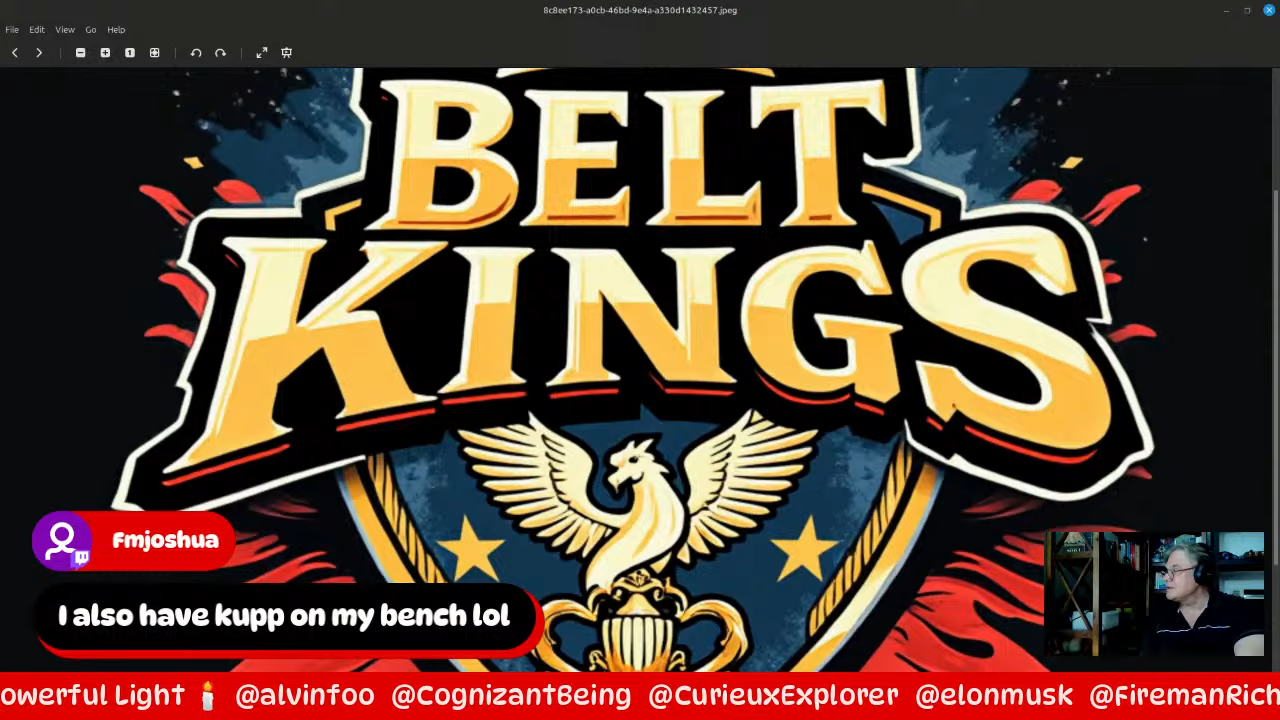 8c8ee173-a0cb-46bd-9e4a-a330d1432457.jpeg
File Edit View Go Help
BELT
KINGS
Fmjoshua
I also have kupp on my bench lol
owerful Light 🕯️ @alvinfoo @CognizantBeing @CurieuxExplorer @elonmusk @FiremanRich